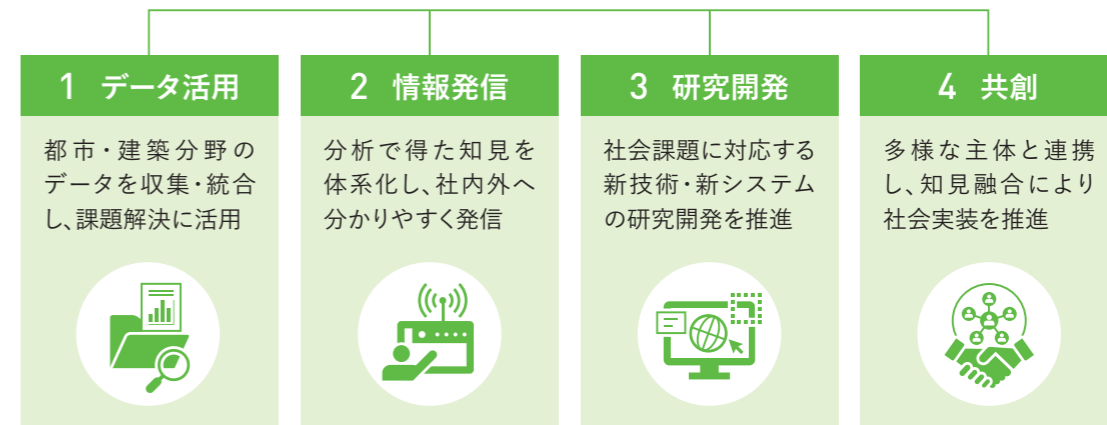 1 データ活用
都市・建築分野の
データを収集・統合
し、課題解決に活用
2 情報発信
分析で得た知見を
体系化し、社内外へ
分かりやすく発信
3 研究開発
社会課題に対応する
新技術・新システム
の研究開発を推進
4 共創
多様な主体と連携
し、知見融合により
社会実装を推進